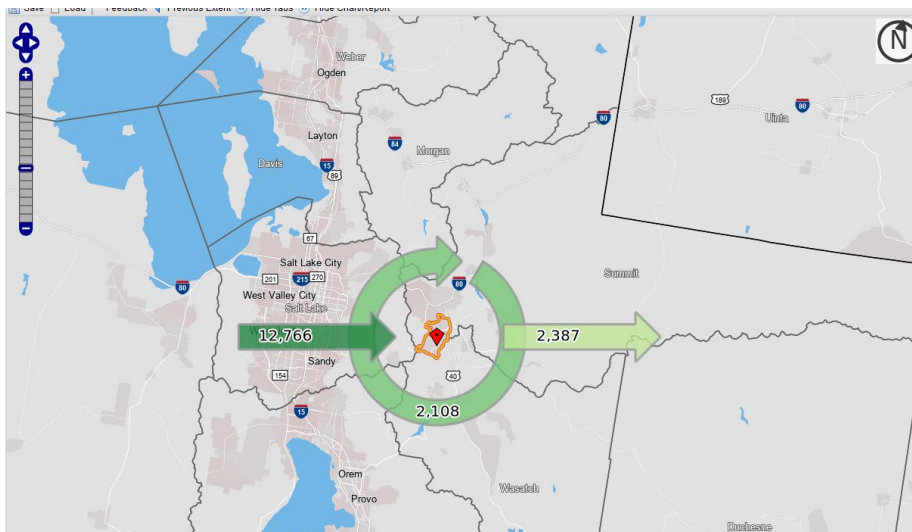 Save Load Feedback Previous Extent Hide Tabs Hide Chart/Report
N
Weber
Ogden
80
189
80
Uinta
Layton
84
Morgan
Davis
15
89
67
Salt Lake City
201
215
270
80
80
Summit
West Valley City
Salt Lake
12,766
2,387
Sandy
154
40
2,108
15
Orem
Provo
Wasatch
Duchesne